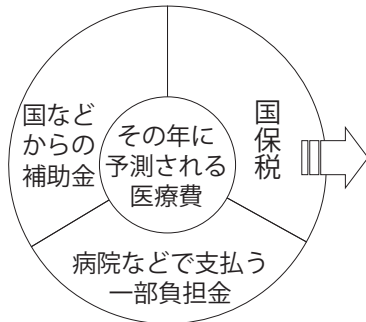 国など
からの
補助金
その年に
予測される
医療費
国保税
病院などで支払う
一部負担金